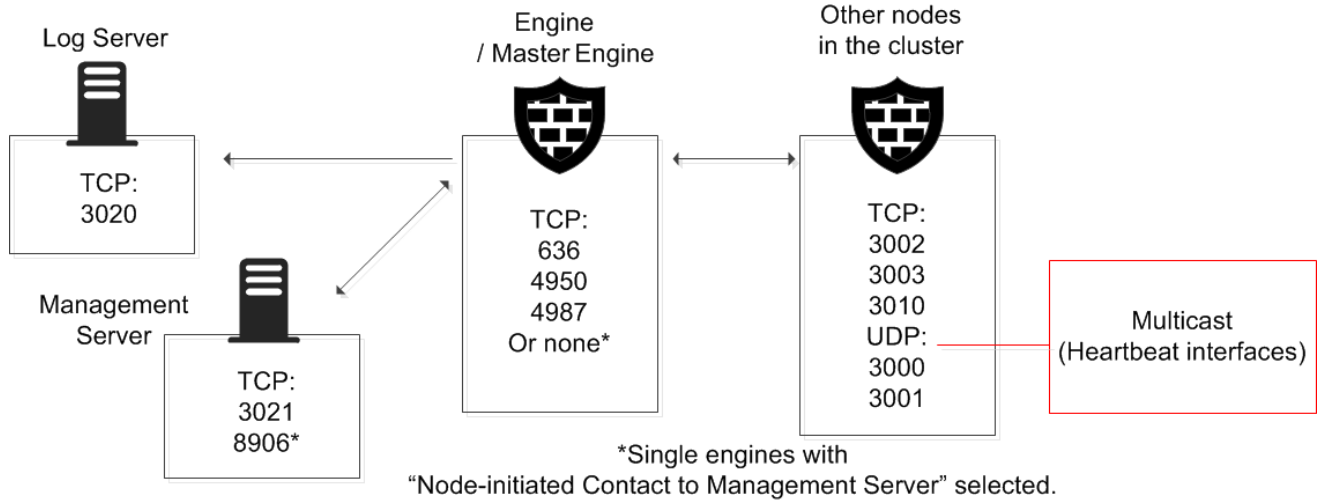 Log Server
TCP:
3020
Management
Server
TCP:
3021
8906*
Engine
/ Master Engine
TCP:
636
4950
4987
Or none*
Other nodes
in the cluster
TCP:
3002
3003
3010
UDP:
3000
3001
Multicast
(Heartbeat interfaces)
*Single engines with
“Node-initiated Contact to Management Server” selected.